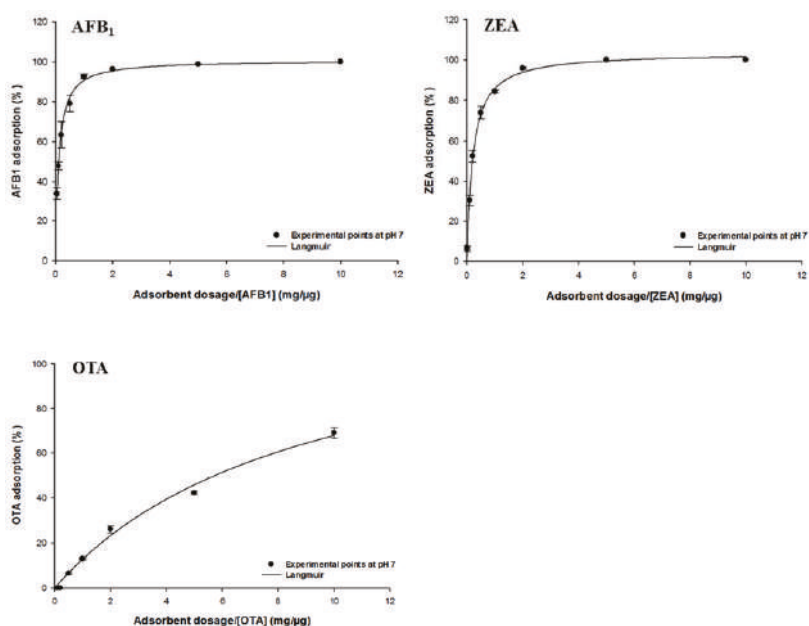 AFB₁
120
100
80
60
40
20
0
AFB1 adsorption (%)
0 2 4 6 8 10 12
Adsorbent dosage/[AFB1] (mg/µg)
Experimental points at pH 7
Langmuir
ZEA
120
100
80
60
40
20
0
ZEA adsorption (%)
0 2 4 6 8 10 12
Adsorbent dosage/[ZEA] (mg/µg)
Experimental points at pH 7
Langmuir
OTA
100
80
60
40
20
0
OTA adsorption (%)
0 2 4 6 8 10 12
Adsorbent dosage/[OTA] (mg/µg)
Experimental points at pH 7
Langmuir